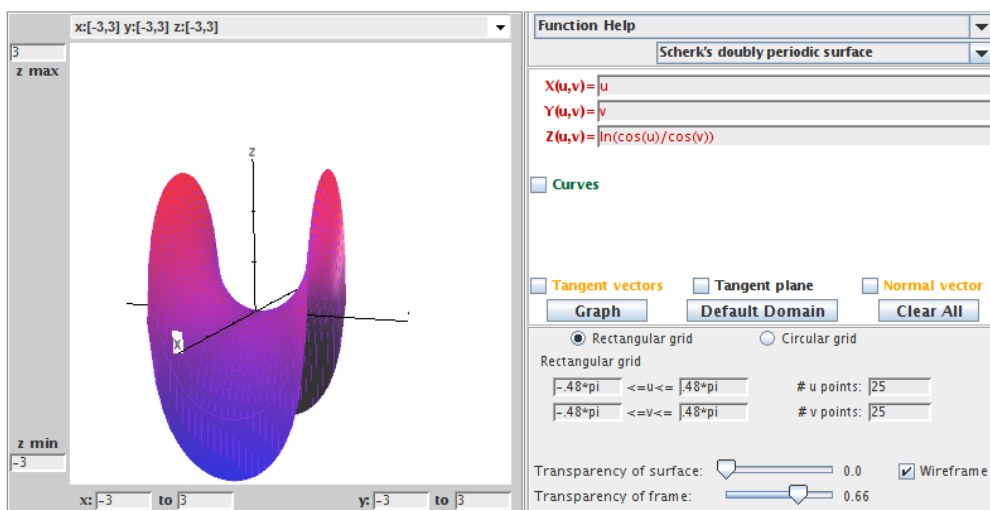 x:[-3,3] y:[-3,3] z:[-3,3]
3
z max
z
x
z min
-3
x: -3 to 3 y: -3 to 3
Function Help
Scherk's doubly periodic surface
X(u,v)= u
Y(u,v)= v
Z(u,v)= ln(cos(u)/cos(v))
Curves
Tangent vectors Tangent plane Normal vector
Graph Default Domain Clear All
Rectangular grid Circular grid
Rectangular grid
-.48*pi <=u<= .48*pi # u points: 25
-.48*pi <=v<= .48*pi # v points: 25
Transparency of surface: 0.0 Wireframe
Transparency of frame: 0.66